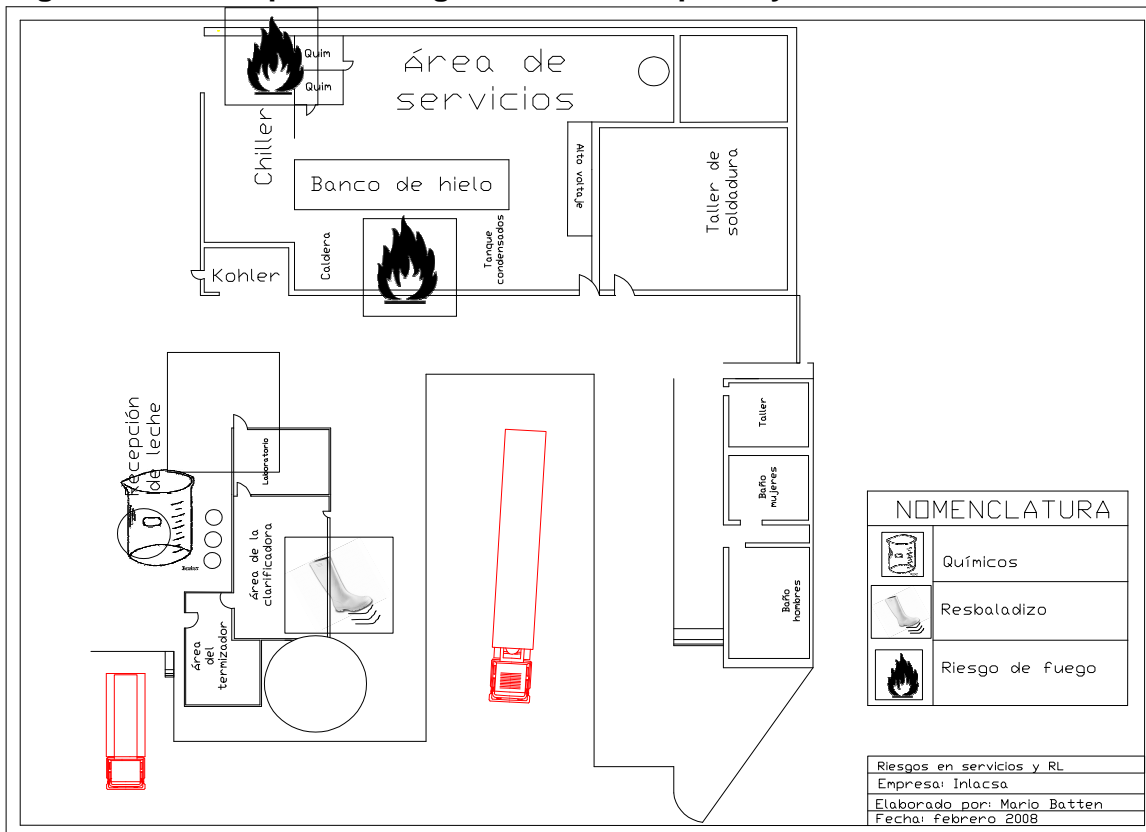 Quim
Quim
Área de
servicios
Chiller
Banco de hielo
Alto voltaje
Taller de
soldadura
Kohler
Caldera
Tanque
condensados
Recepción
de leche
Laboratorio
Área de la
clarificadora
Área
del
termizador
Taller
Baño
mujeres
Baño
hombres
NOMENCLATURA
Químicos
Resbaladizo
Riesgo de fuego
Riesgos en servicios y RL
Empresa: Inlacsa
Elaborado por: Mario Batten
Fecha: febrero 2008